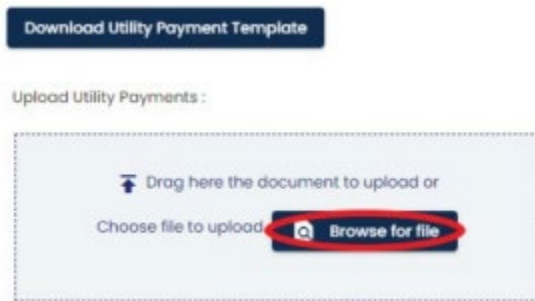 Download Utility Payment Template
Upload Utility Payments :
Drag here the document to upload or
Choose file to upload Browse for file